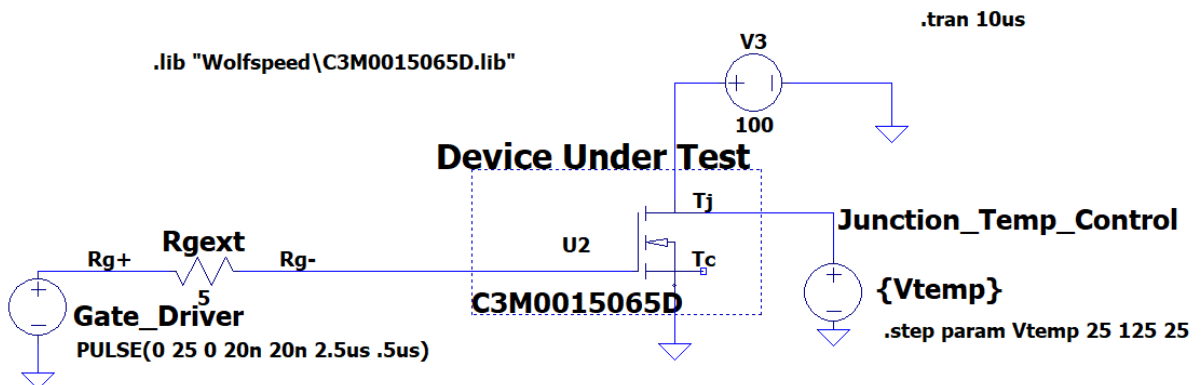 .tran 10us
V3
.lib "Wolfspeed\C3M0015065D.lib"
100
Device Under Test
Tj
Junction_Temp_Control
Rgext
U2
Rg+
Rg-
Tc
5
C3M0015065D
{Vtemp}
Gate_Driver
.step param Vtemp 25 125 25
PULSE(0 25 0 20n 20n 2.5us .5us)